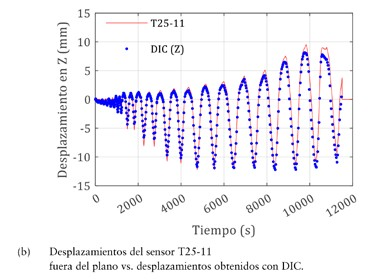 15
10
5
0
-5
-10
-15
Desplazamiento en Z (mm)
T25-11
DIC (Z)
0
2000
4000
6000
8000
10000
12000
Tiempo (s)
(b) Desplazamientos del sensor T25-11
fuera del plano vs. desplazamientos obtenidos con DIC.